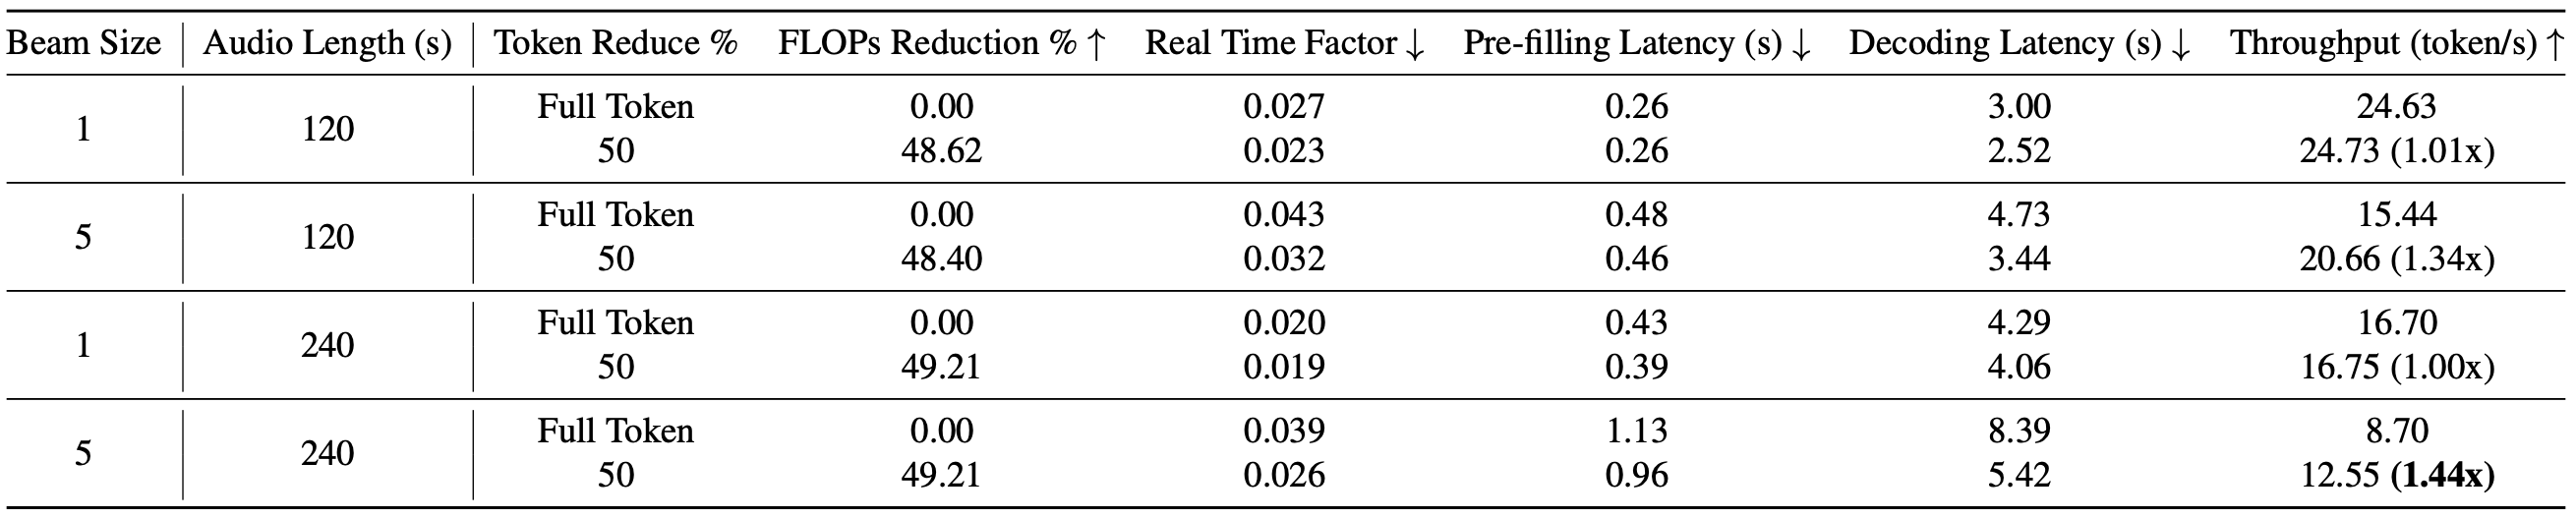 Beam Size Audio Length (s) Token Reduce % FLOPs Reduction % ↑ Real Time Factor ↓ Pre-filling Latency (s) ↓ Decoding Latency (s) ↓ Throughput (token/s) ↑
1 120 Full Token 0.00 0.027 0.26 3.00 24.63
50 48.62 0.023 0.26 2.52 24.73 (1.01x)
5 120 Full Token 0.00 0.043 0.48 4.73 15.44
50 48.40 0.032 0.46 3.44 20.66 (1.34x)
1 240 Full Token 0.00 0.020 0.43 4.29 16.70
50 49.21 0.019 0.39 4.06 16.75 (1.00x)
5 240 Full Token 0.00 0.039 1.13 8.39 8.70
50 49.21 0.026 0.96 5.42 12.55 (1.44x)